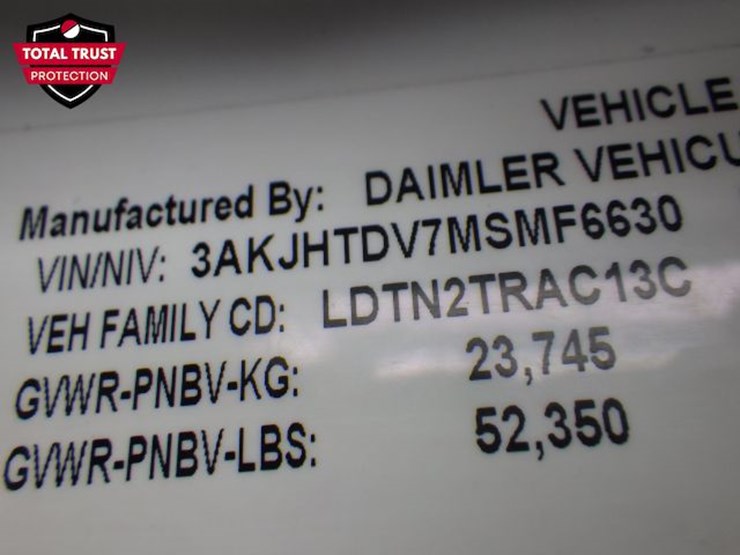 TOTAL TRUST
PROTECTION
VEHICLE
Manufactured By: DAIMLER VEHICU
VIN/NIV: 3AKJHTDV7MSMF6630
VEH FAMILY CD: LDTN2TRAC13C
GVWR-PNBV-KG: 23,745
GVWR-PNBV-LBS: 52,350